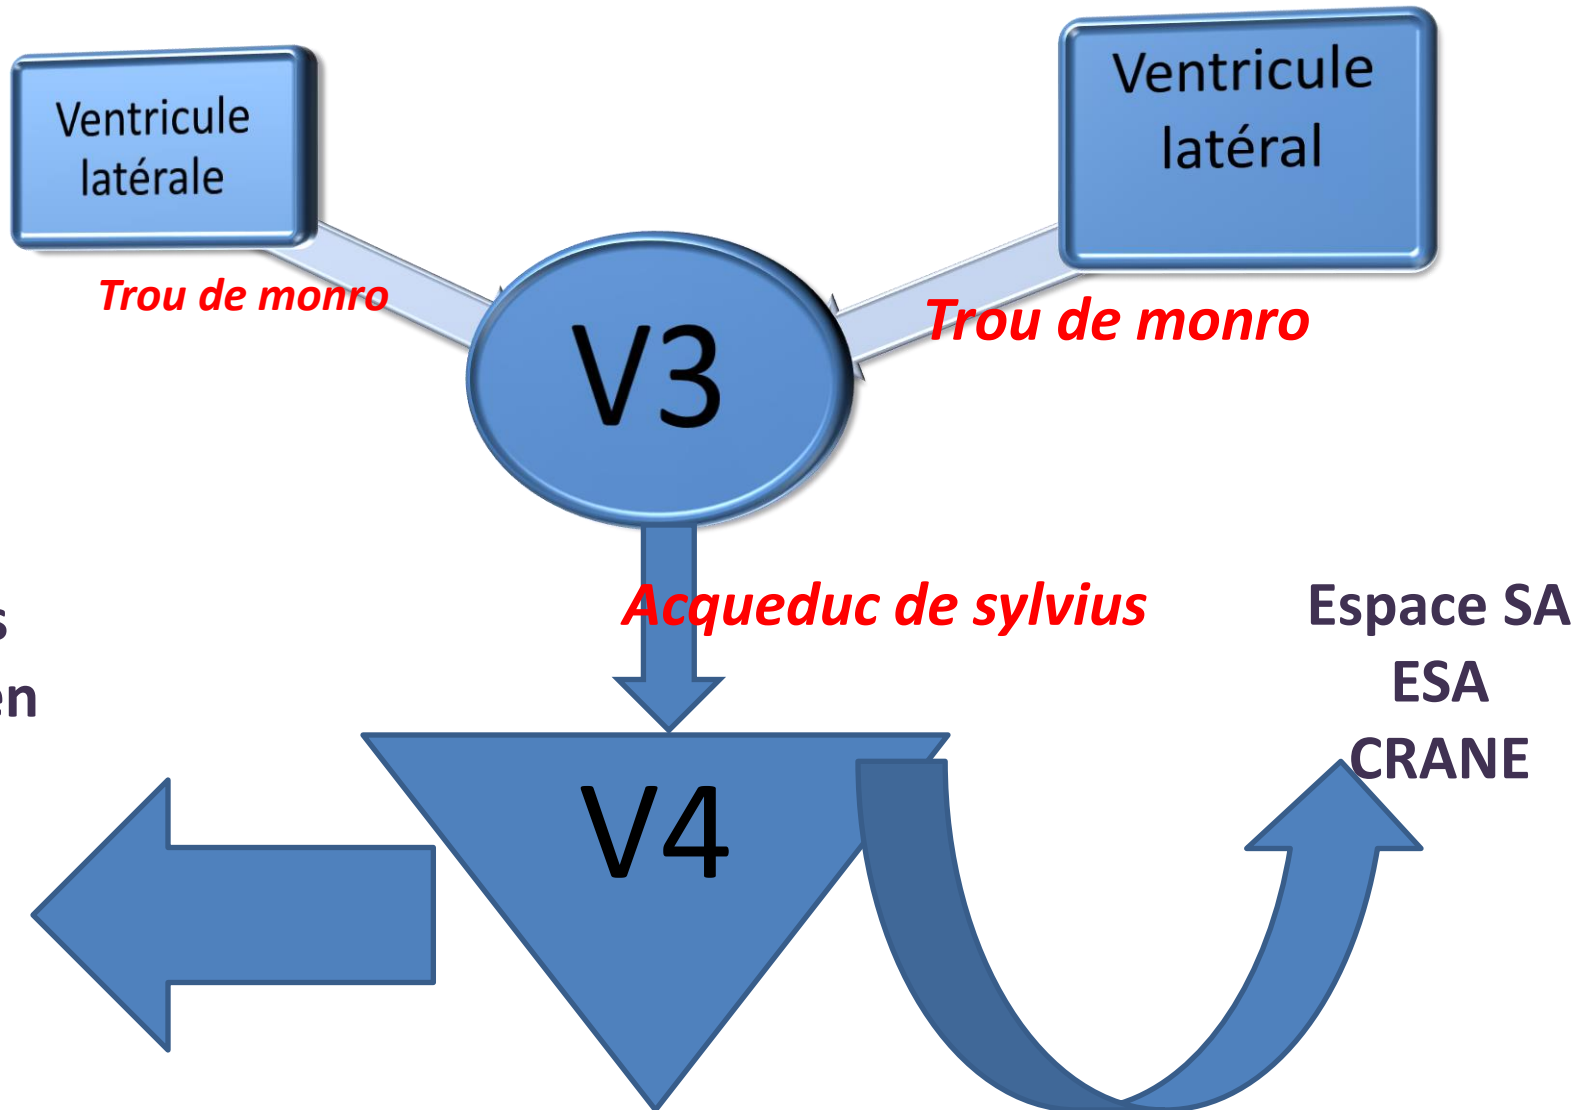 Ventricule
latérale
Ventricule
latéral
Trou de monro
Trou de monro
V3
Acqueduc de sylvius
Espace SA
ESA
CRANE
s
en
V4